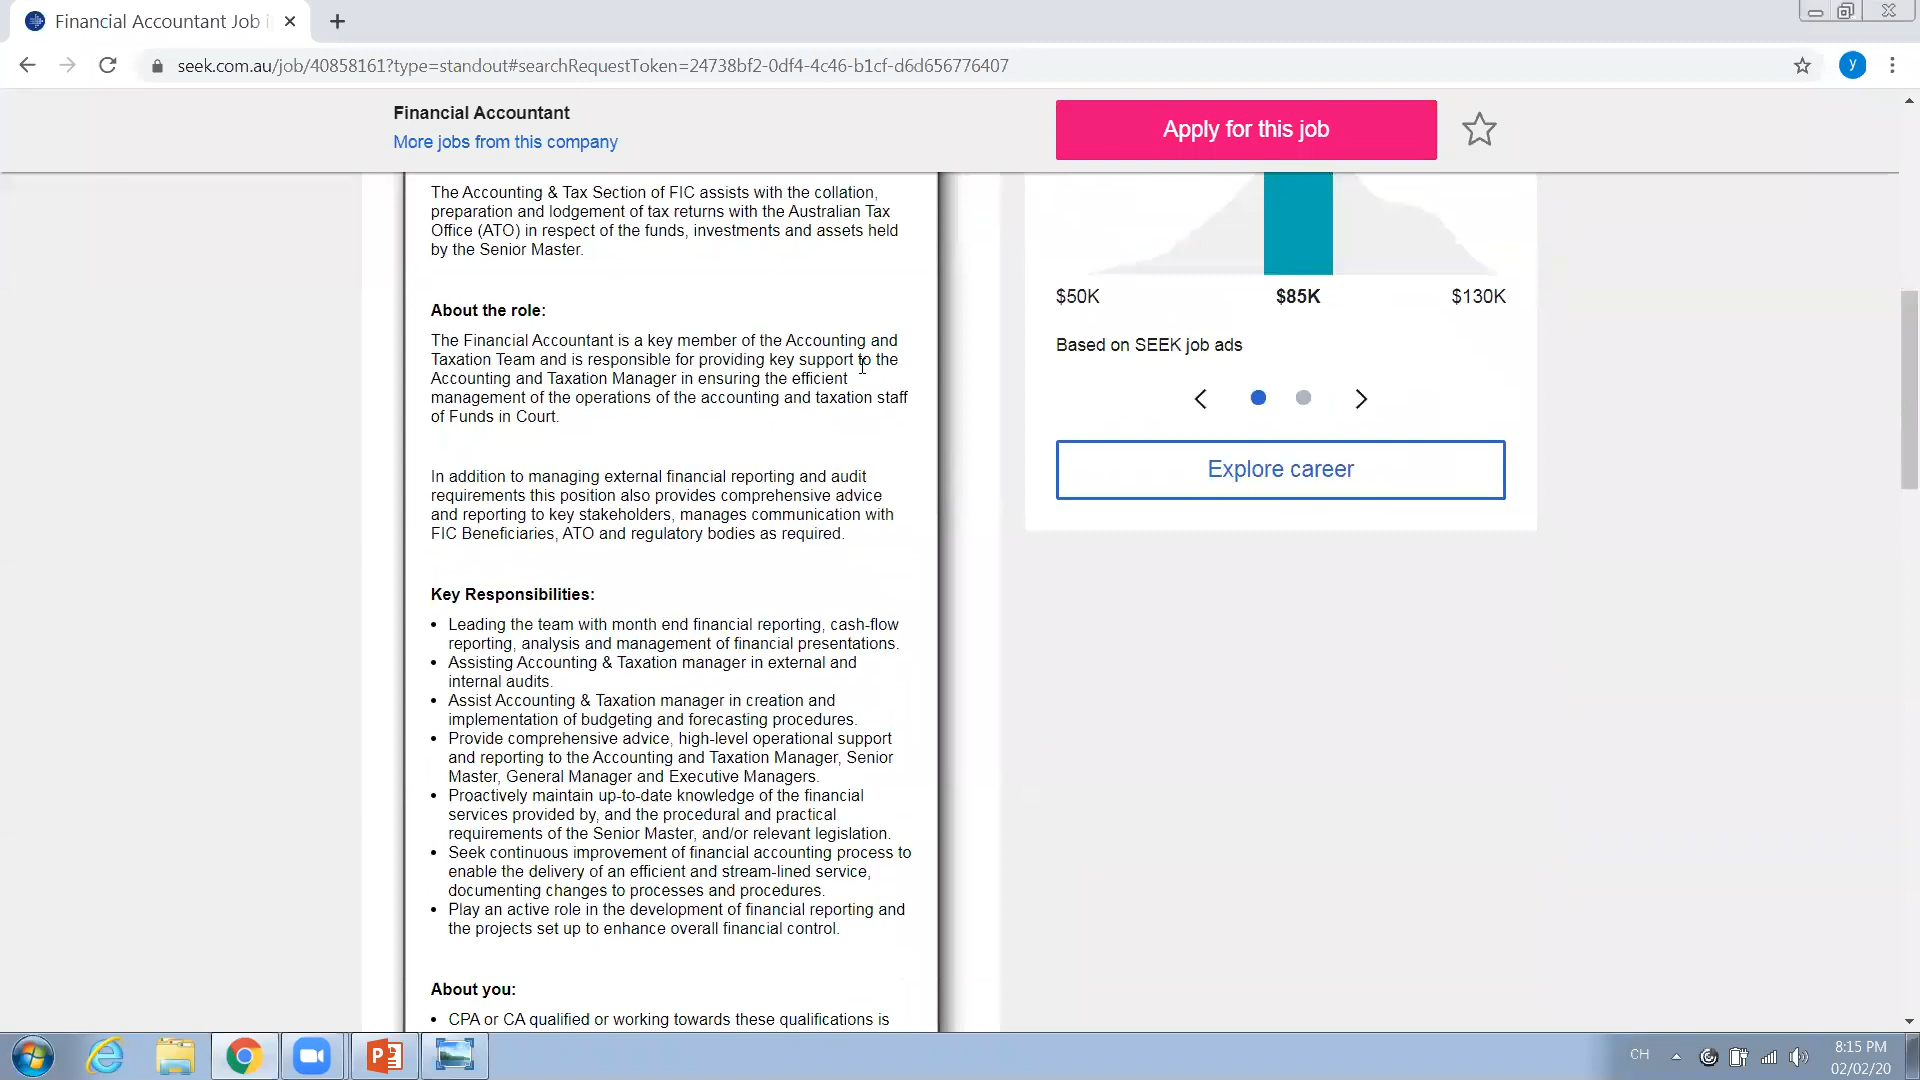 Financial Accountant Job i
seek.com.au/job/40858161?type=standout#searchRequestToken=24738bf2-0df4-4c46-b1cf-d6d656776407
y
Financial Accountant
More jobs from this company
Apply for this job
The Accounting & Tax Section of FIC assists with the collation,
preparation and lodgement of tax returns with the Australian Tax
Office (ATO) in respect of the funds, investments and assets held
by the Senior Master.
About the role:
The Financial Accountant is a key member of the Accounting and
Taxation Team and is responsible for providing key support to the
Accounting and Taxation Manager in ensuring the efficient
management of the operations of the accounting and taxation staff
of Funds in Court.
In addition to managing external financial reporting and audit
requirements this position also provides comprehensive advice
and reporting to key stakeholders, manages communication with
FIC Beneficiaries, ATO and regulatory bodies as required.
Key Responsibilities:
• Leading the team with month end financial reporting, cash-flow
reporting, analysis and management of financial presentations.
• Assisting Accounting & Taxation manager in external and
internal audits.
• Assist Accounting & Taxation manager in creation and
implementation of budgeting and forecasting procedures.
• Provide comprehensive advice, high-level operational support
and reporting to the Accounting and Taxation Manager, Senior
Master, General Manager and Executive Managers.
• Proactively maintain up-to-date knowledge of the financial
services provided by, and the procedural and practical
requirements of the Senior Master, and/or relevant legislation.
• Seek continuous improvement of financial accounting process to
enable the delivery of an efficient and stream-lined service,
documenting changes to processes and procedures.
• Play an active role in the development of financial reporting and
the projects set up to enhance overall financial control.
About you:
• CPA or CA qualified or working towards these qualifications is
$50K $85K $130K
Based on SEEK job ads
Explore career
CH
8:15 PM
02/02/20